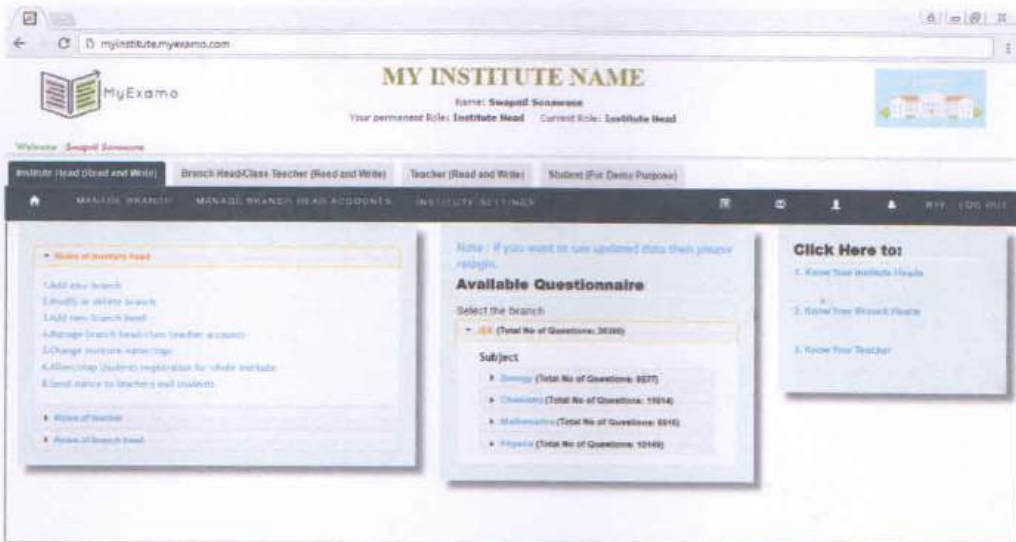 myinstitute.myexamo.com
MyExamo
MY INSTITUTE NAME
Name: Swapnil Sonawane
Your permanent Role: Institute Head Current Role: Institute Head
Welcome Swapnil Sonawane
Institute Head (Read and Write) Branch Head/Class Teacher (Read and Write) Teacher (Read and Write) Student (For Demo Purpose)
MANAGE BRANCH MANAGE BRANCH HEAD ACCOUNTS INSTITUTE SETTINGS LOG OUT
Roles of institute head
1.Add new branch
2.Modify or delete branch
3.Add new branch head
4.Manage branch head/class teacher accounts
5.Change institute name/logo
6.Allow/stop students registration for whole institute
8.Send notice to teachers and students
Roles of teacher
Roles of branch head
Note : If you want to see updated data then please
relogin.
Available Questionnaire
Select the branch
JEE (Total No of Questions:
Subject
Biology (Total No of Questions: 9577)
Chemistry (Total No of Questions: 11014)
Mathematics (Total No of Questions:
Physics (Total No of Questions: 10149)
Click Here to:
1. Know Your Institute Heads
2. Know Your Branch Heads
3. Know Your Teacher